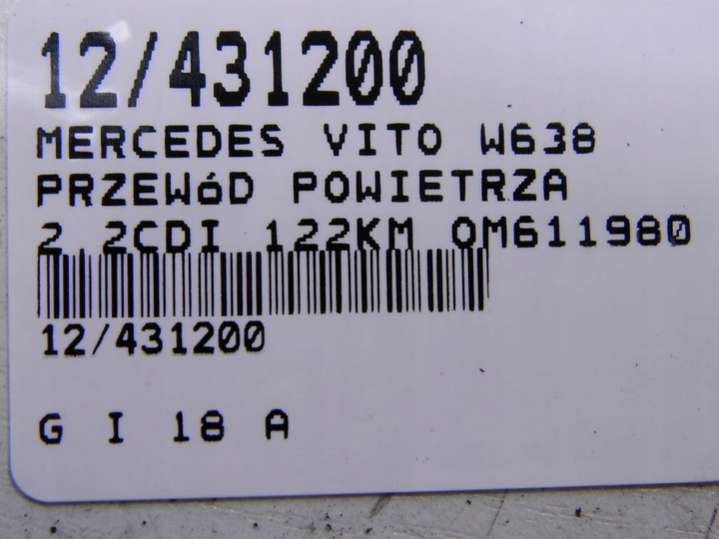 12/431200
MERCEDES VITO W638
PRZEWóD POWIETRZA
2.2CDI 122KM OM611980
12/431200
G I 18 A